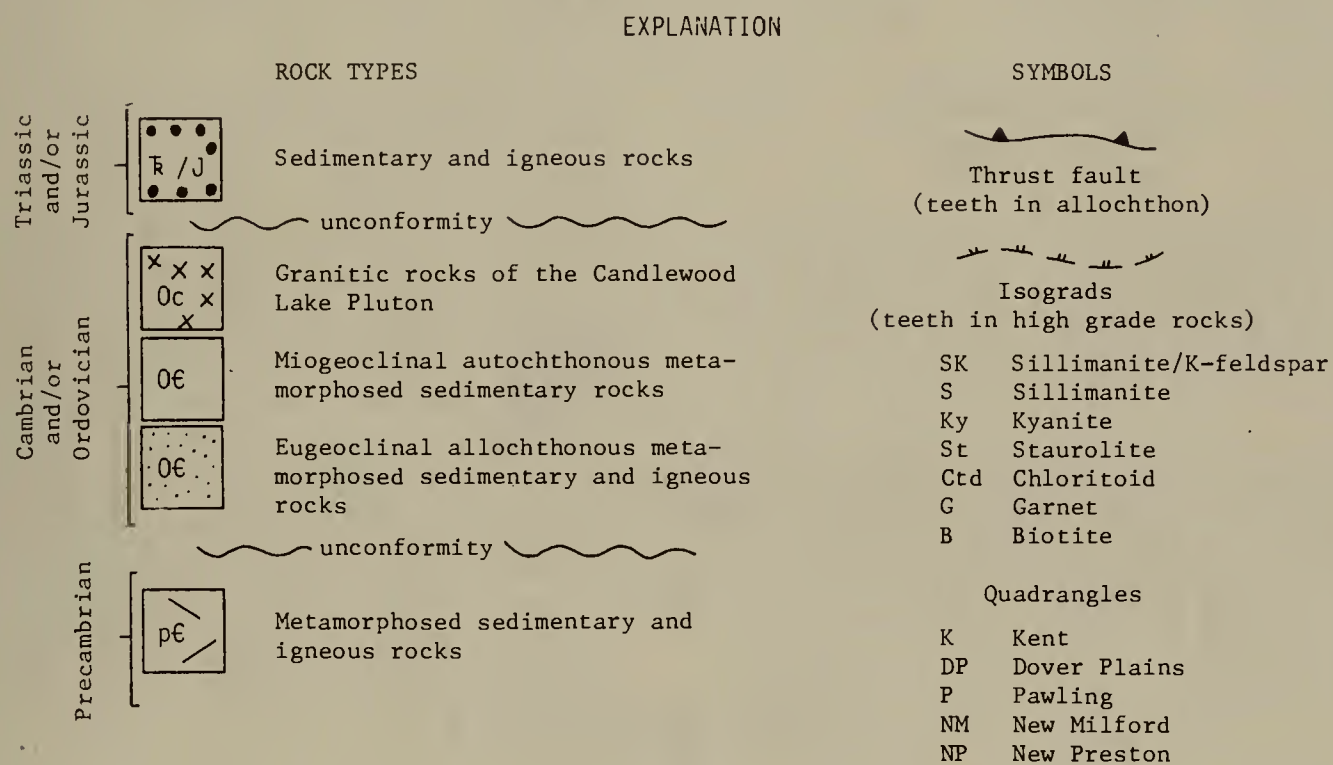 EXPLANATION
ROCK TYPES
Triassic
and/or
Jurassic
Ŧ /J
Sedimentary and igneous rocks
unconformity
Cambrian
and/or
Ordovician
Oc
Granitic rocks of the Candlewood
Lake Pluton
O€
Miogeoclinal autochthonous meta-
morphosed sedimentary rocks
O€
Eugeoclinal allochthonous meta-
morphosed sedimentary and igneous
rocks
unconformity
Precambrian
p€
Metamorphosed sedimentary and
igneous rocks
SYMBOLS
Thrust fault
(teeth in allochthon)
Isograds
(teeth in high grade rocks)
SK Sillimanite/K-feldspar
S Sillimanite
Ky Kyanite
St Staurolite
Ctd Chloritoid
G Garnet
B Biotite
Quadrangles
K Kent
DP Dover Plains
P Pawling
NM New Milford
NP New Preston